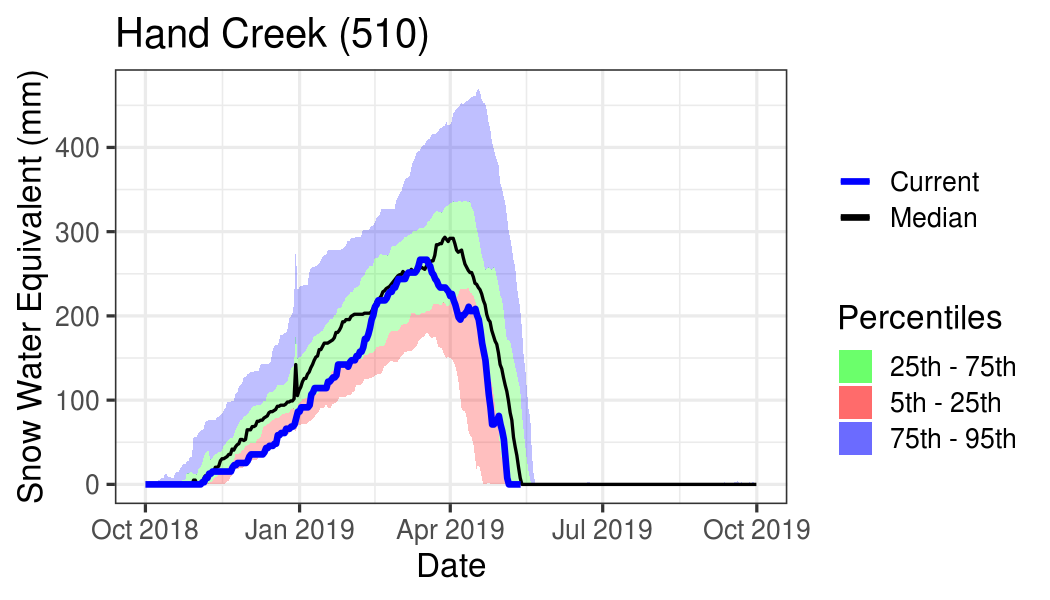 Hand Creek (510)
Snow Water Equivalent (mm)
400
300
200
100
0
Oct 2018
Jan 2019
Apr 2019
Jul 2019
Oct 2019
Date
Current
Median
Percentiles
25th - 75th
5th - 25th
75th - 95th